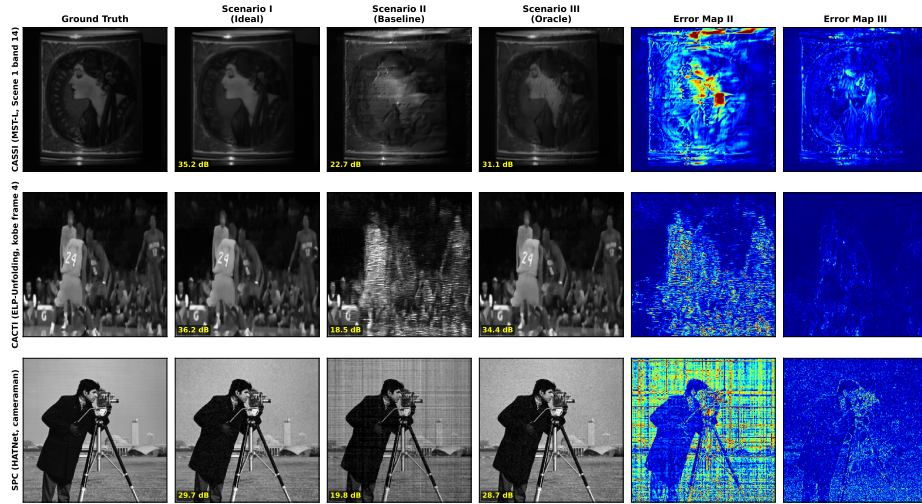 Ground Truth
Scenario I
(Ideal)
Scenario II
(Baseline)
Scenario III
(Oracle)
Error Map II
Error Map III
CASSI (MST-L, Scene 1 band 14)
35.2 dB
22.7 dB
31.1 dB
CACTI (ELP-Unfolding, kobe frame 4)
24
24
24
36.2 dB
18.5 dB
34.4 dB
SPC (HATNet, cameraman)
29.7 dB
19.8 dB
28.7 dB